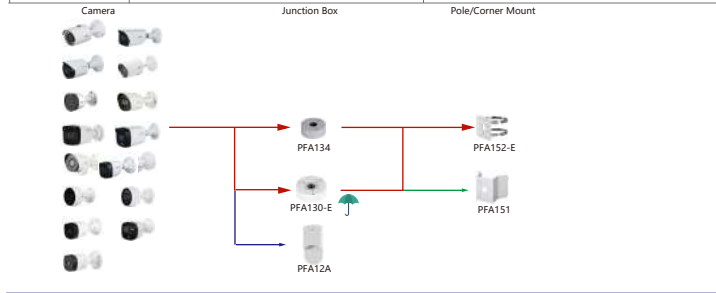 Camera
Junction Box
Pole/Corner Mount
PFA134
PFA152-E
PFA130-E
PFA151
PFA12A